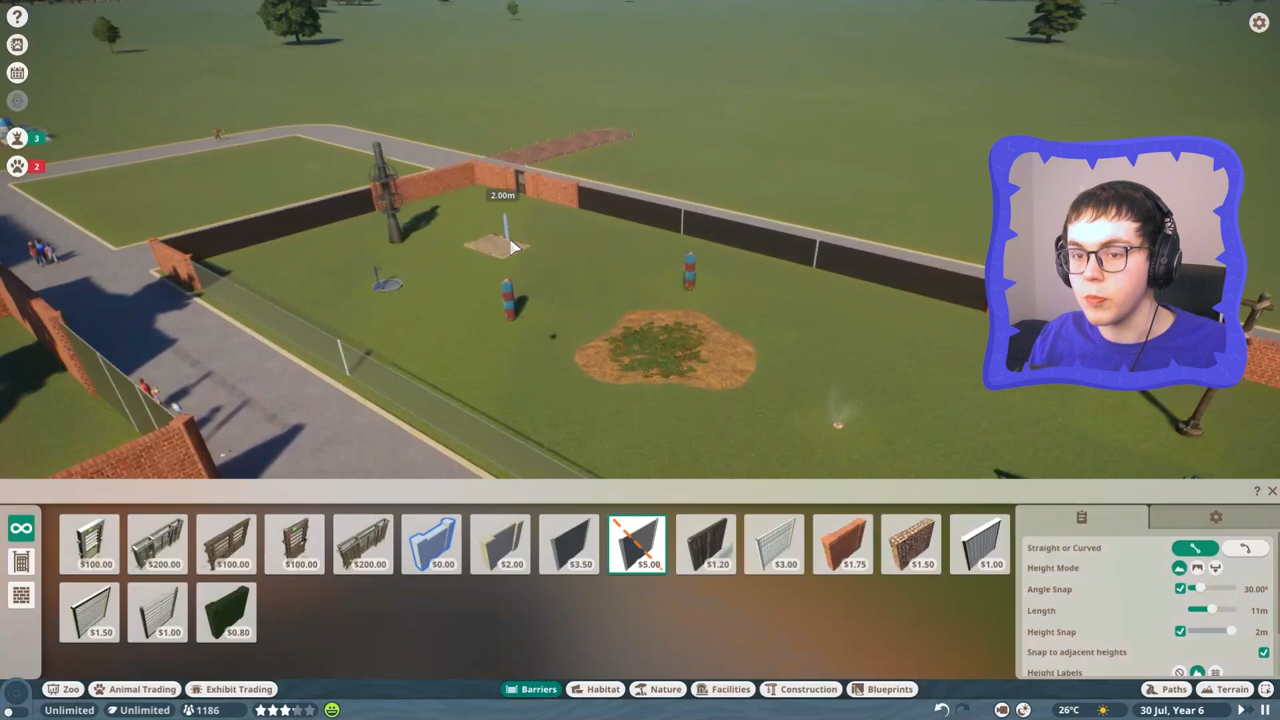 ?
3
2
2.00m
? ×
$100.00 $200.00 $100.00 $100.00 $200.00 $0.00 $2.00 $3.50 $5.00 $1.20 $3.00 $1.75 $1.50 $1.00
$1.50 $1.00 $0.80
Straight or Curved
Height Mode
Angle Snap 30.00°
Length 11m
Height Snap 2m
Snap to adjacent heights
Height Labels
Zoo Animal Trading Exhibit Trading Barriers Habitat Nature Facilities Construction Blueprints Paths Terrain
Unlimited Unlimited 1186 26°C 30 Jul, Year 6